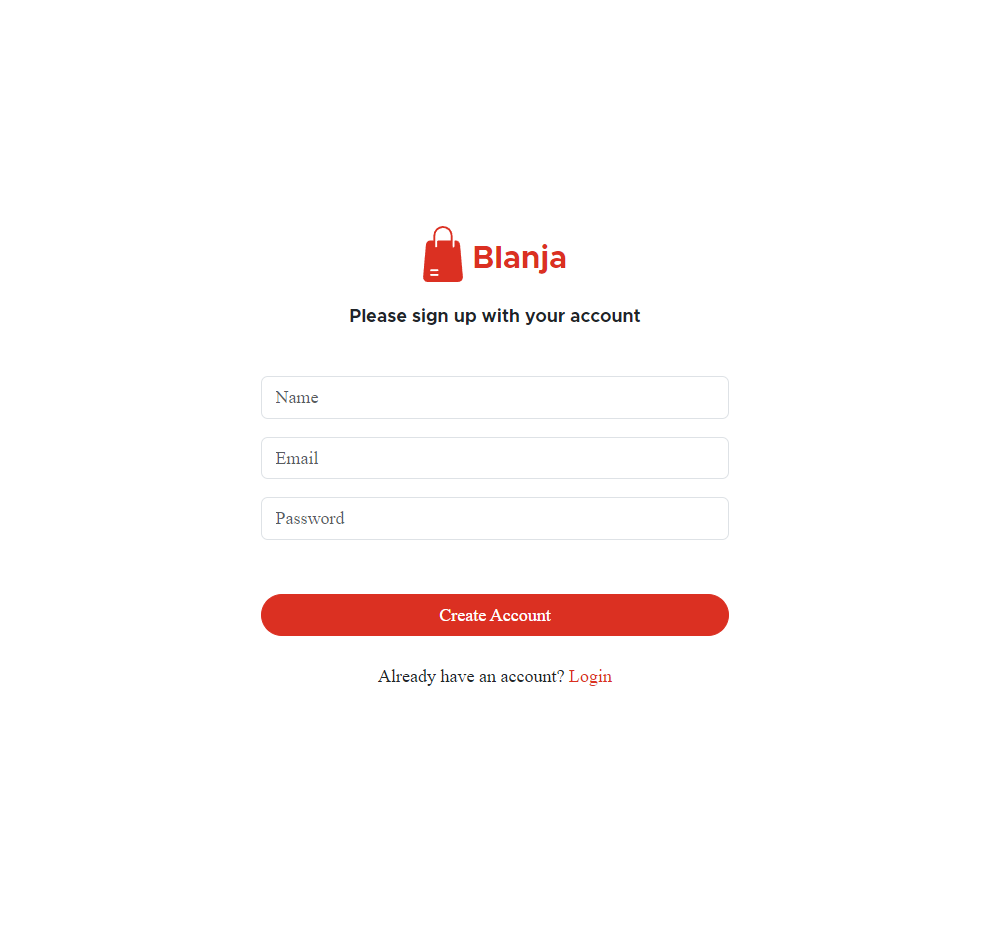 Blanja
Please sign up with your account
Name
Email
Password
Create Account
Already have an account? Login